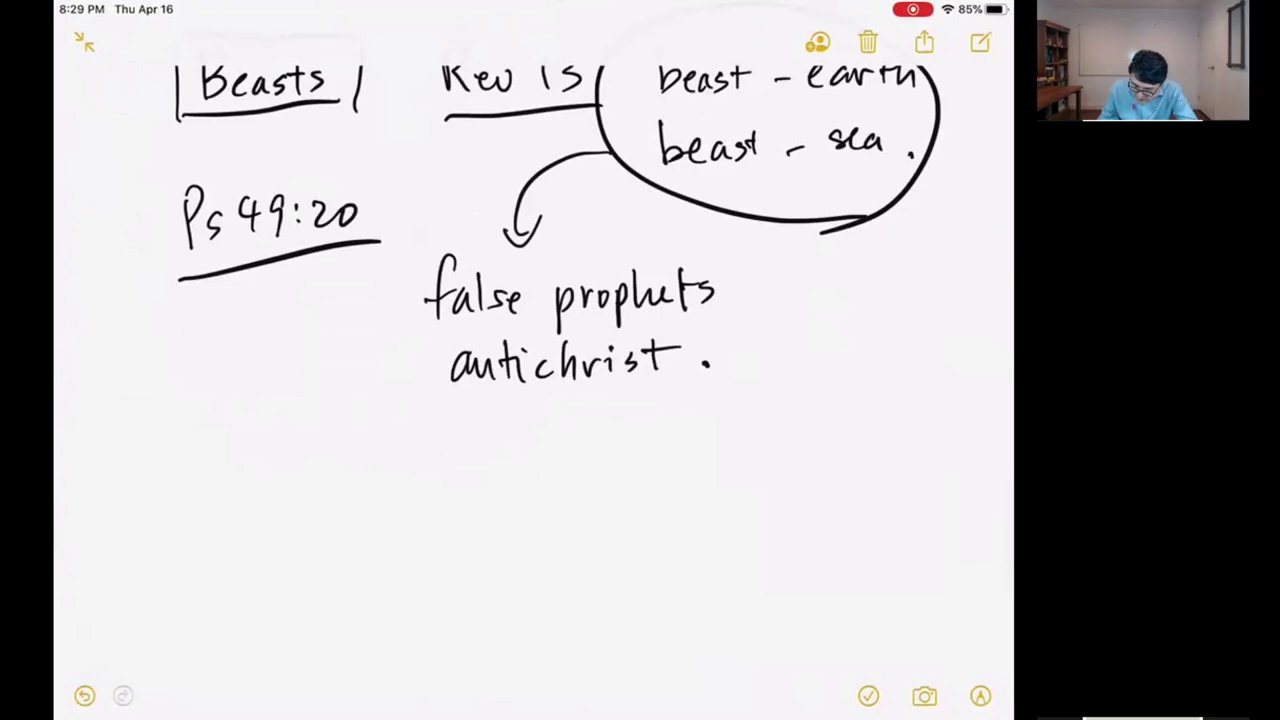 8:29 PM Thu Apr 16 85%
Beasts Rev 13 beast - earth
beast - sea.
Ps 49:20
false prophets
antichrist.